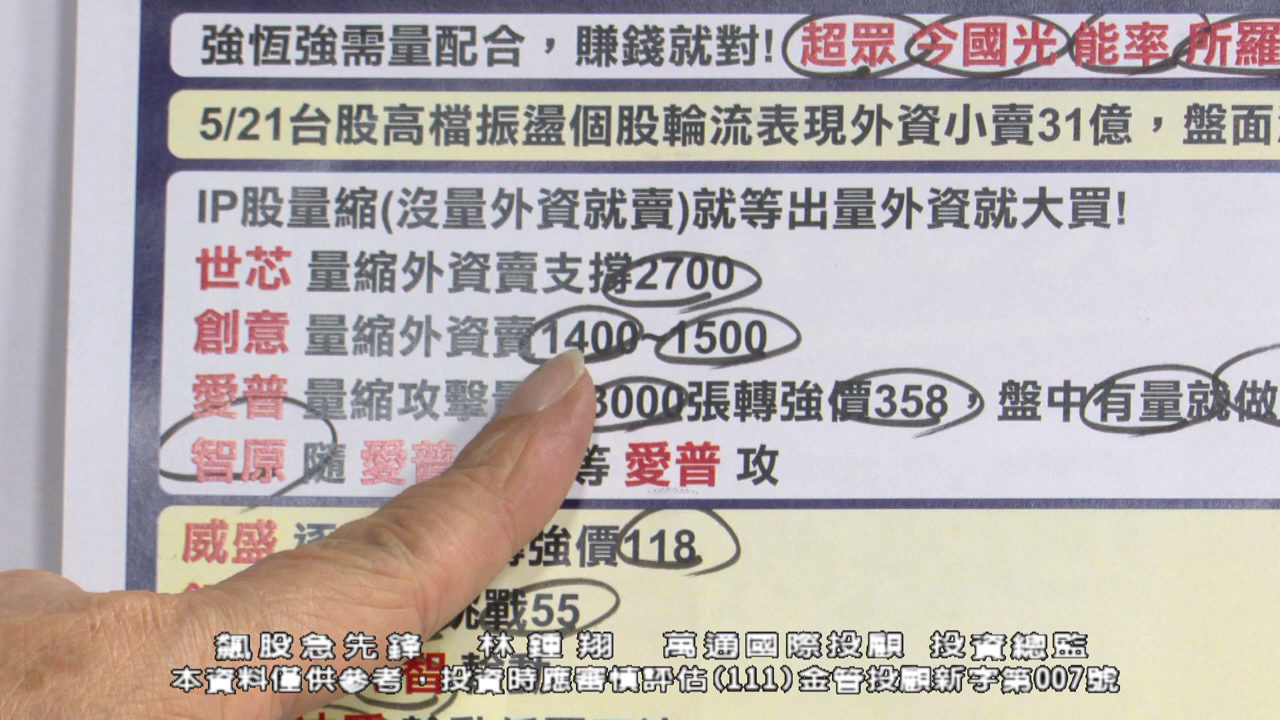 強恆強需量配合，賺錢就對! 超眾 今國光 能率 所羅
5/21台股高檔振盪個股輪流表現外資小賣31億，盤面
IP股量縮(沒量外資就賣)就等出量外資就大買!
世芯 量縮外資賣支撐2700
創意 量縮外資賣1400~1500
愛普 量縮攻擊 3000張轉強價358，盤中有量就做
智原 隨 愛普 等 愛普 攻
威盛 強價118
戰55
智
飆股急先鋒 林鍾翔 萬通國際投顧 投資總監
本資料僅供參考，投資時應審慎評估(111)金管投顧新字第007號